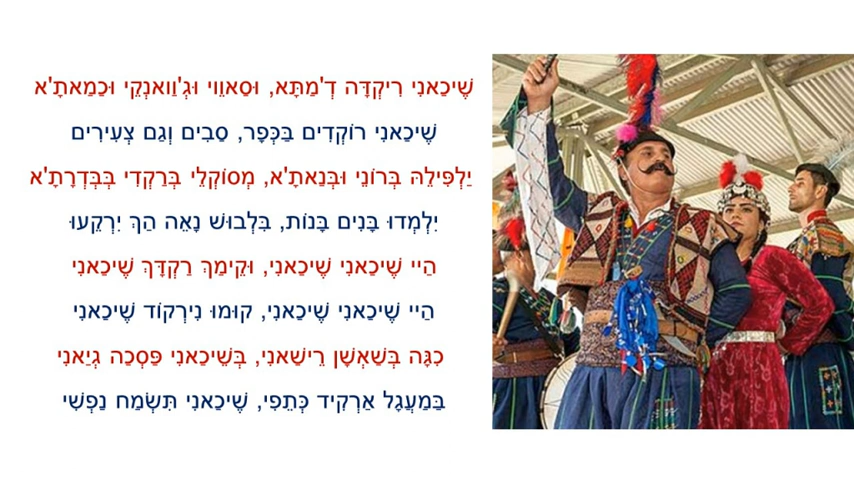 שֶׁיכַאנִי רִיקְדָּה דְ'מַתָּא, וּסַאוֵוי וּגְ'וַואנְקֵי וּכַמַאתָ'א
שֶׁיכַאנִי רוֹקְדִים בַּכְּפָר, סַבִים וְגַם צְעִירִים
יַלְפִּילֵהּ בְּרוֹנֵי וּבְּנַאתָ'א, מְסוֹקְלֵי בְּרַקְדִי בְּבְּדְרָתָ'א
יִלְמְדוּ בָּנִים בָּנוֹת, בִּלְבוּשׁ נָאֵה הַךְ יִרְקֵעוּ
הַיי שֶׁיכַאנִי שֶׁיכַאנִי, וּקֵימַךְ רַקְדָּךְ שֶׁיכַאנִי
הַיי שֶׁיכַאנִי שֶׁיכַאנִי, קוּמוּ נִירְקוֹד שֶׁיכַאנִי
כִּגָּה בְּשַׁאְשָׁן רֵישַׁאנִי, בְּשֵׁיכַאנִי פַּסְכָה גְיַאנִי
בַּמַעֲגָל אַרְקִיד כְּתֵפִי, שֶׁיכַאנִי תִּשְׂמַח נַפְשִׁי